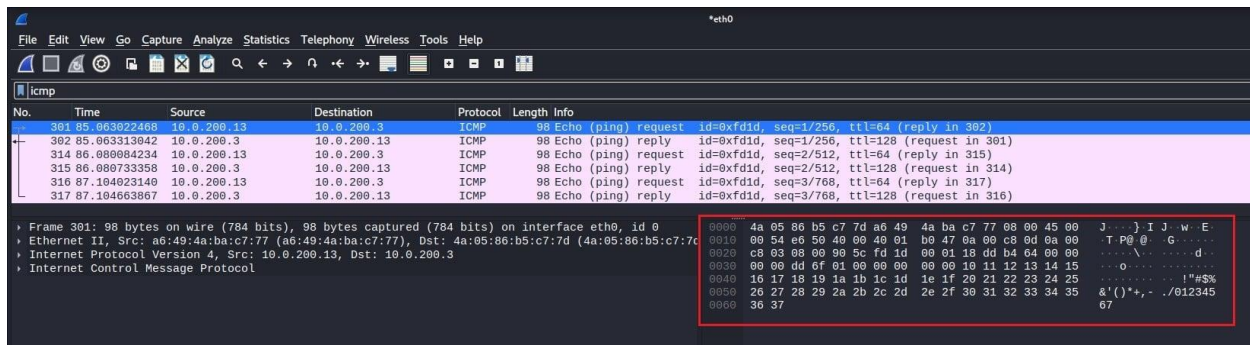 *eth0
File Edit View Go Capture Analyze Statistics Telephony Wireless Tools Help
icmp
No. Time Source Destination Protocol Length Info
301 85.063022468 10.0.200.13 10.0.200.3 ICMP 98 Echo (ping) request id=0xfd1d, seq=1/256, ttl=64 (reply in 302)
302 85.063313042 10.0.200.3 10.0.200.13 ICMP 98 Echo (ping) reply id=0xfd1d, seq=1/256, ttl=128 (request in 301)
314 86.080084234 10.0.200.13 10.0.200.3 ICMP 98 Echo (ping) request id=0xfd1d, seq=2/512, ttl=64 (reply in 315)
315 86.080733358 10.0.200.3 10.0.200.13 ICMP 98 Echo (ping) reply id=0xfd1d, seq=2/512, ttl=128 (request in 314)
316 87.104023140 10.0.200.13 10.0.200.3 ICMP 98 Echo (ping) request id=0xfd1d, seq=3/768, ttl=64 (reply in 317)
317 87.104663867 10.0.200.3 10.0.200.13 ICMP 98 Echo (ping) reply id=0xfd1d, seq=3/768, ttl=128 (request in 316)
Frame 301: 98 bytes on wire (784 bits), 98 bytes captured (784 bits) on interface eth0, id 0
Ethernet II, Src: a6:49:4a:ba:c7:77 (a6:49:4a:ba:c7:77), Dst: 4a:05:86:b5:c7:7d (4a:05:86:b5:c7:7d
Internet Protocol Version 4, Src: 10.0.200.13, Dst: 10.0.200.3
Internet Control Message Protocol
0000 4a 05 86 b5 c7 7d a6 49 4a ba c7 77 08 00 45 00 J····}·I J··w··E·
0010 00 54 e6 50 40 00 40 01 b0 47 0a 00 c8 0d 0a 00 ·T·P@·@· ·G······
0020 c8 03 08 00 90 5c fd 1d 00 01 18 dd b4 64 00 00 ·····\·· ·····d··
0030 00 00 dd 6f 01 00 00 00 00 00 10 11 12 13 14 15 ···o···· ········
0040 16 17 18 19 1a 1b 1c 1d 1e 1f 20 21 22 23 24 25 ········ ·· !"#$%
0050 26 27 28 29 2a 2b 2c 2d 2e 2f 30 31 32 33 34 35 &'()*+,- ./012345
0060 36 37 67